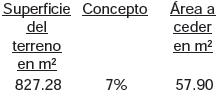 Superficie Concepto Área a
del ceder
terreno en m²
en m²
827.28 7% 57.90